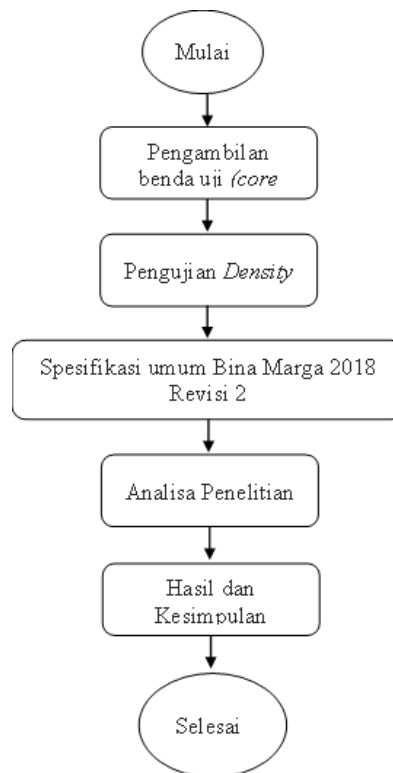 Mulai
Pengambilan
benda uji (core
Pengujian Density
Spesifikasi umum Bina Marga 2018
Revisi 2
Analisa Penelitian
Hasil dan
Kesimpulan
Selesai